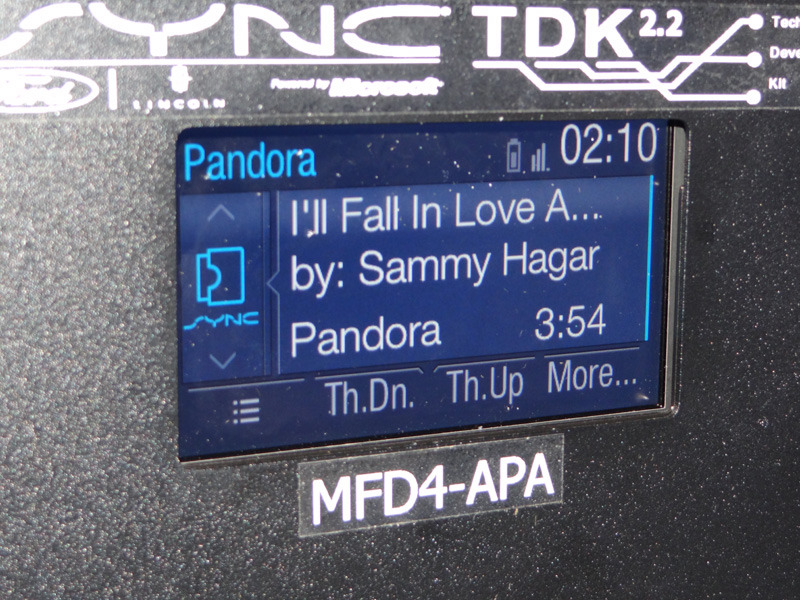 SYNC TDK 2.2
Tech
Deve
Kit
Ford LINCOLN Powered by Microsoft
Pandora 02:10
I'll Fall In Love A...
by: Sammy Hagar
SYNC
Pandora 3:54
Th.Dn. Th.Up More...
MFD4-APA